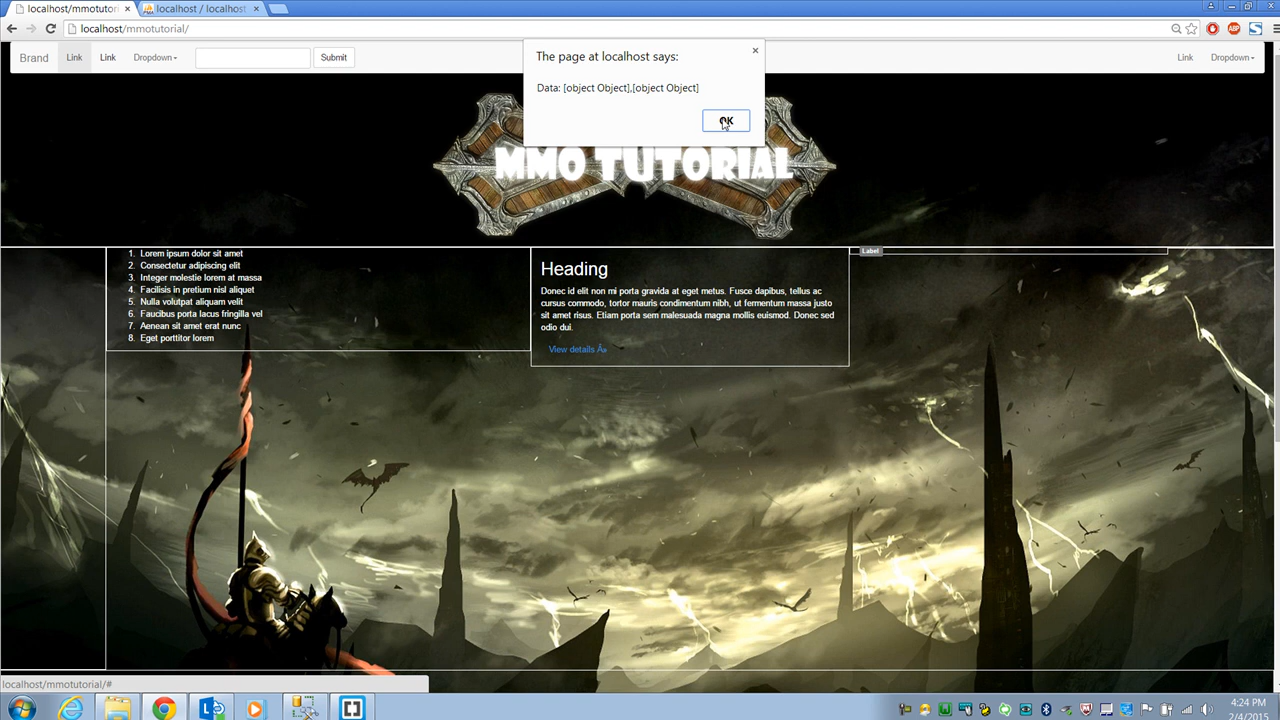 localhost/mmotutorial/
localhost / localhost
localhost/mmotutorial/
Brand
Link
Link
Dropdown
Submit
Link
Dropdown
The page at localhost says:
Data: [object Object],[object Object]
OK
MMO TUTORIAL
1. Lorem ipsum dolor sit amet
2. Consectetur adipiscing elit
3. Integer molestie lorem at massa
4. Facilisis in pretium nisl aliquet
5. Nulla volutpat aliquam velit
6. Faucibus porta lacus fringilla vel
7. Aenean sit amet erat nunc
8. Eget porttitor lorem
Heading
Donec id elit non mi porta gravida at eget metus. Fusce dapibus, tellus ac
cursus commodo, tortor mauris condimentum nibh, ut fermentum massa justo
sit amet risus. Etiam porta sem malesuada magna mollis euismod. Donec sed
odio dui.
View details Â»
Label
localhost/mmotutorial/#
4:24 PM
2/4/2015